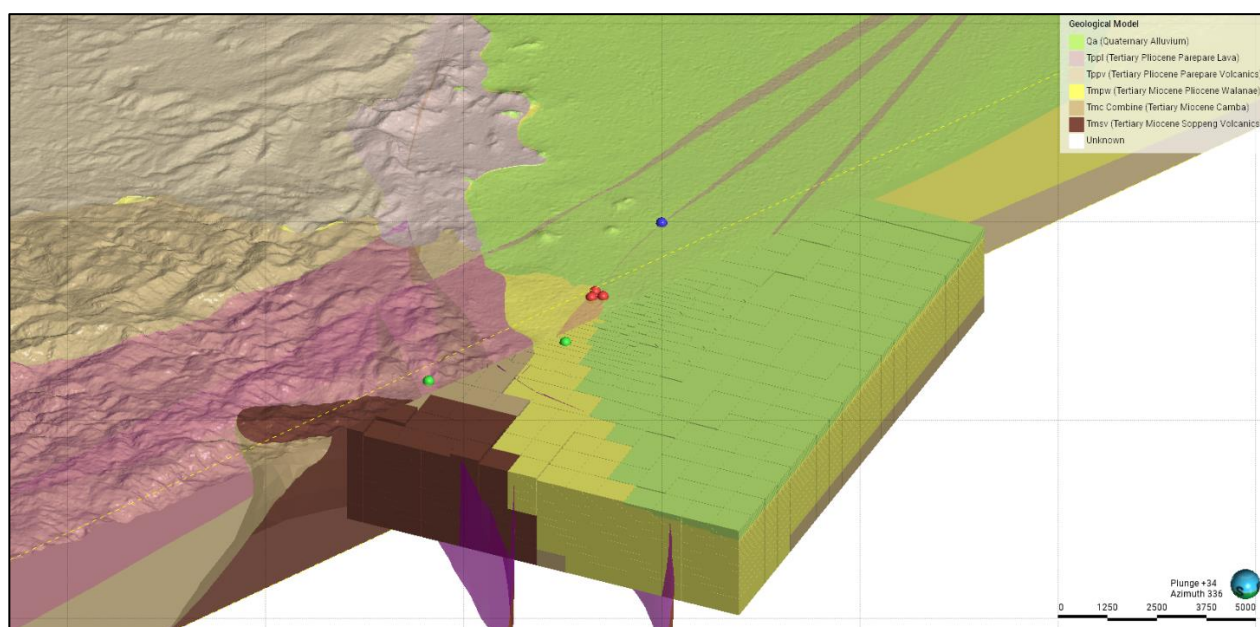 Geological Model
Qa (Quaternary Alluvium)
Tppl (Tertiary Pliocene Parepare Lava)
Tppv (Tertiary Pliocene Parepare Volcanics)
Tmpw (Tertiary Miocene Pliocene Walanae)
Tmc Combine (Tertiary Miocene Camba)
Tmsv (Tertiary Miocene Soppeng Volcanics
Unknown
Plunge +34
Azimuth 336
0 1250 2500 3750 5000